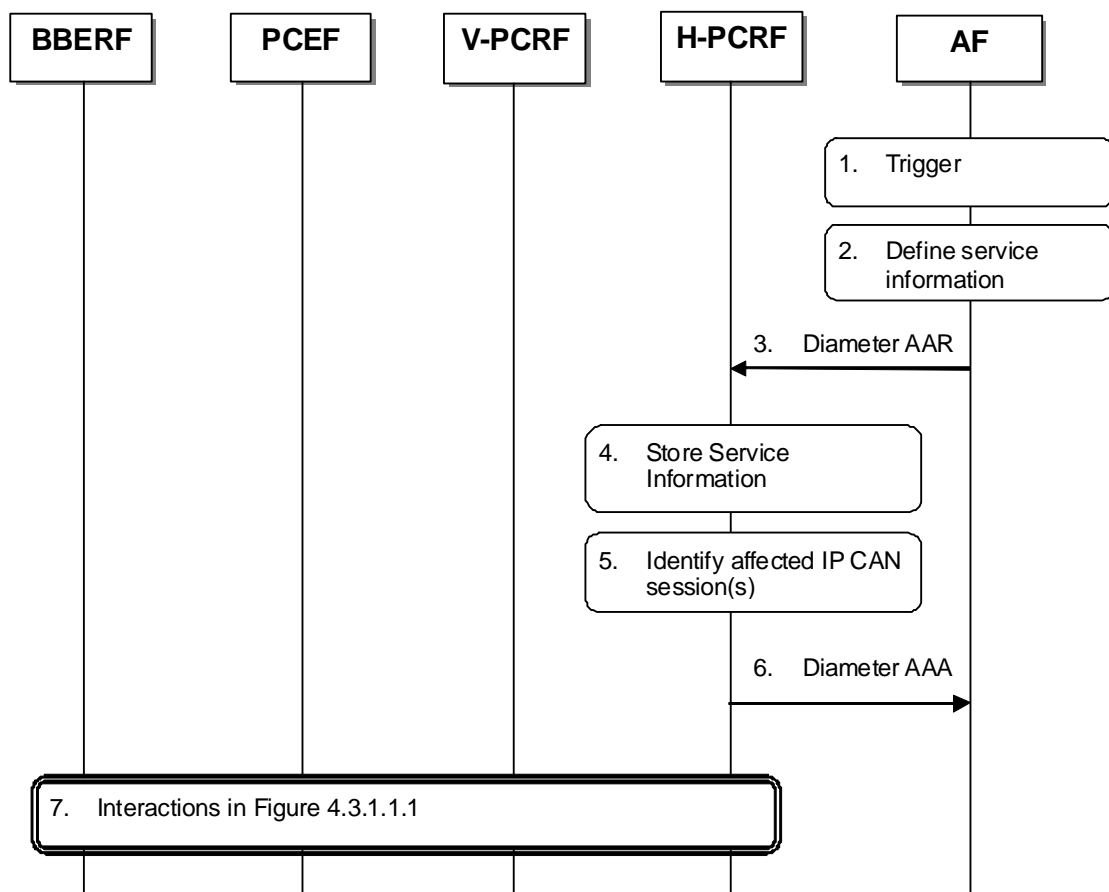 BBERF PCEF V-PCRF H-PCRF AF
1. Trigger
2. Define service
information
3. Diameter AAR
4. Store Service
Information
5. Identify affected IP CAN
session(s)
6. Diameter AAA
7. Interactions in Figure 4.3.1.1.1